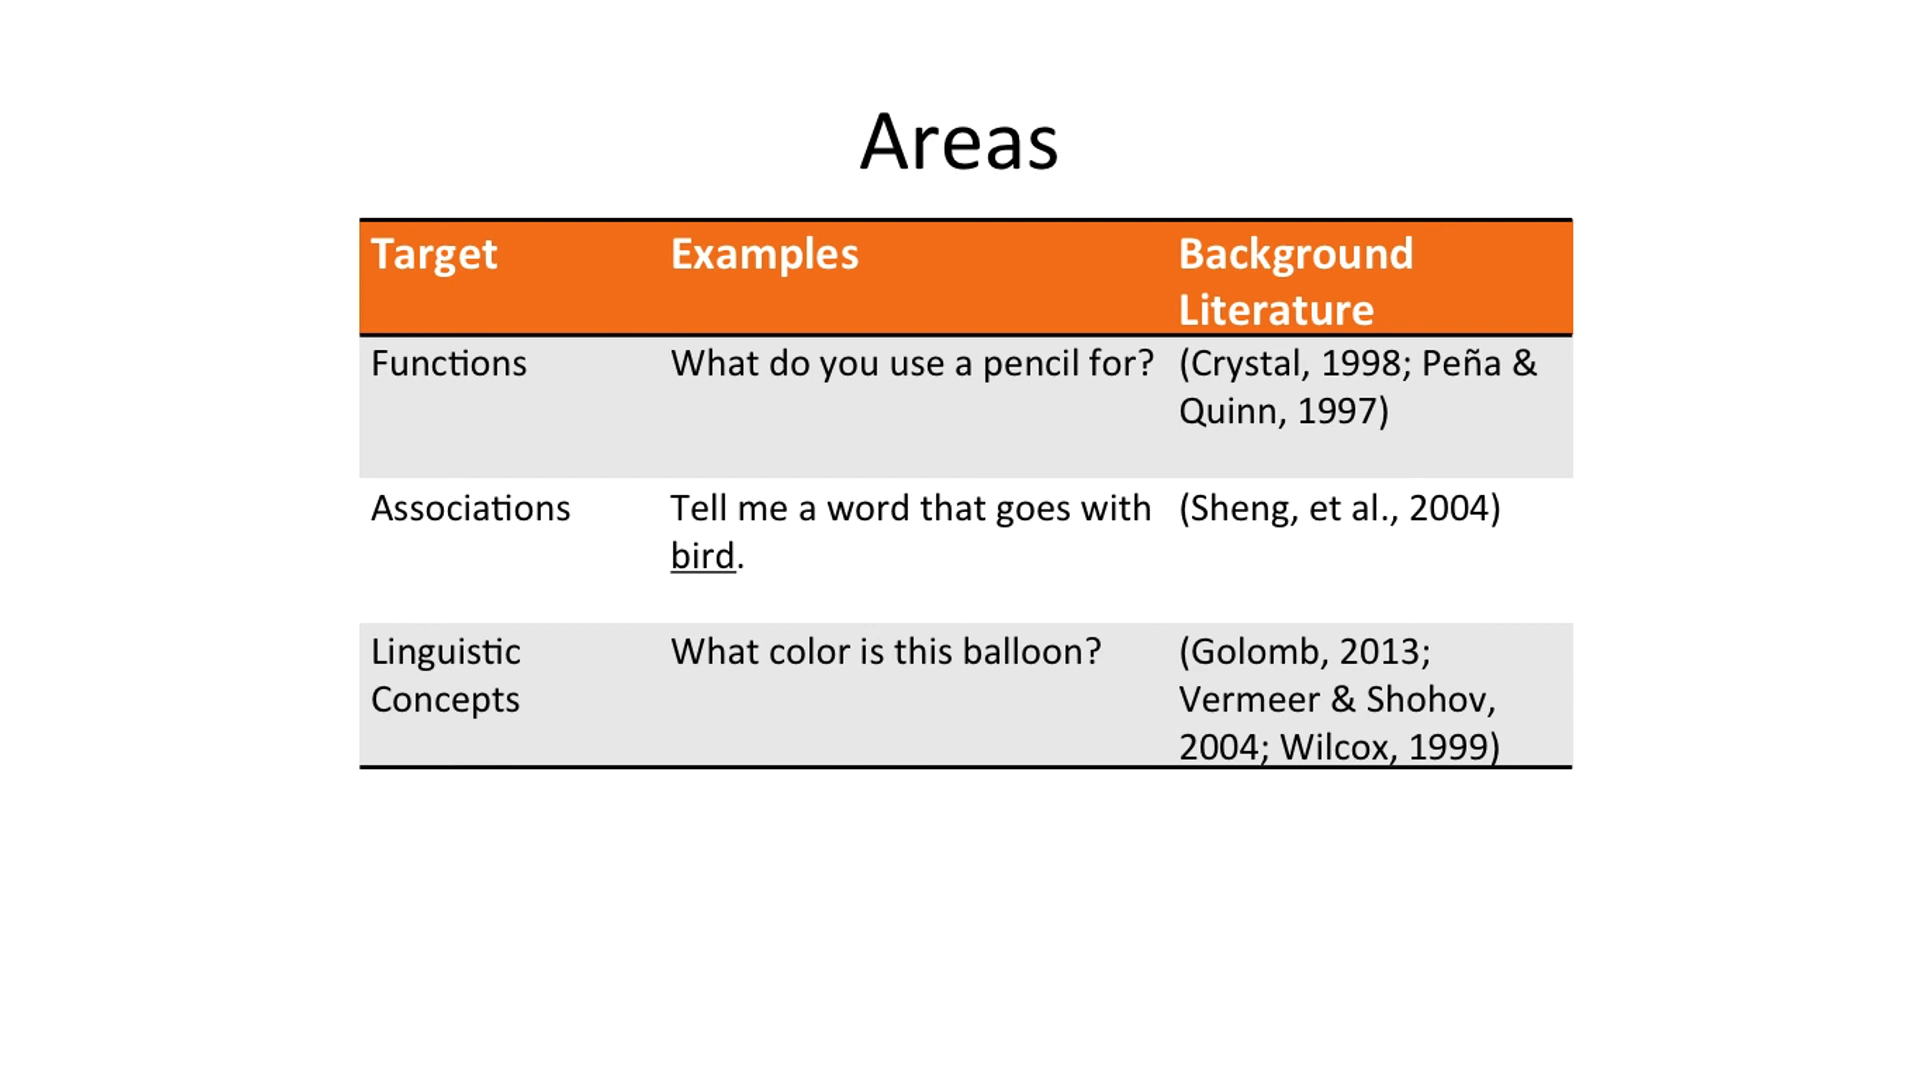 Areas
Target
Examples
Background
Literature
Functions
What do you use a pencil for?
(Crystal, 1998; Peña &
Quinn, 1997)
Associations
Tell me a word that goes with
bird.
(Sheng, et al., 2004)
Linguistic
Concepts
What color is this balloon?
(Golomb, 2013;
Vermeer & Shohov,
2004; Wilcox, 1999)